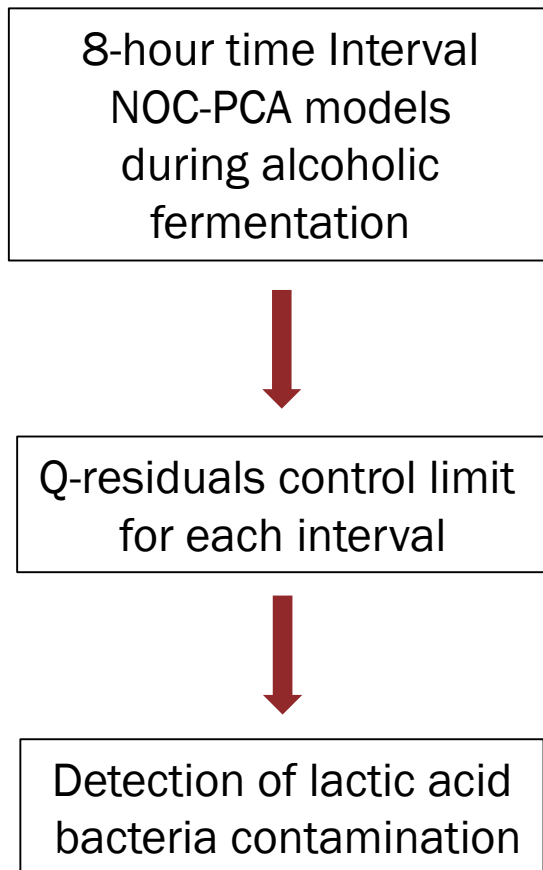 8-hour time Interval
NOC-PCA models
during alcoholic
fermentation
Q-residuals control limit
for each interval
Detection of lactic acid
bacteria contamination